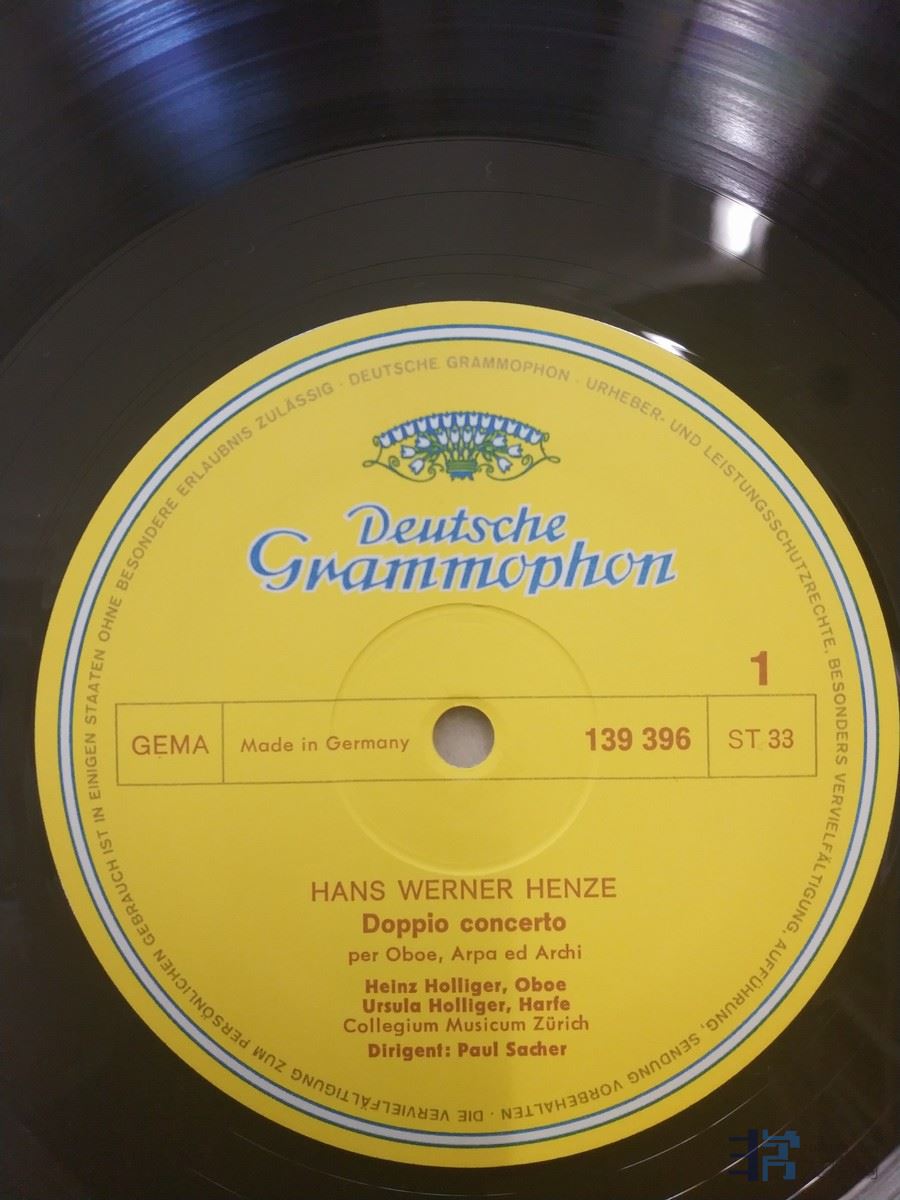 DEUTSCHE GRAMMOPHON · URHEBER- UND LEISTUNGSSCHUTZRECHTE, BESONDERS VERVIELFÄLTIGUNG, AUFFÜHRUNG, SENDUNG VORBEHALTEN · DIE VERVIELFÄLTIGUNG ZUM PERSÖNLICHEN GEBRAUCH IST IN EINIGEN STAATEN OHNE BESONDERE ERLAUBNIS ZULÄSSIG ·
Deutsche
Grammophon
1
GEMA Made in Germany 139 396 ST 33
HANS WERNER HENZE
Doppio concerto
per Oboe, Arpa ed Archi
Heinz Holliger, Oboe
Ursula Holliger, Harfe
Collegium Musicum Zürich
Dirigent: Paul Sacher